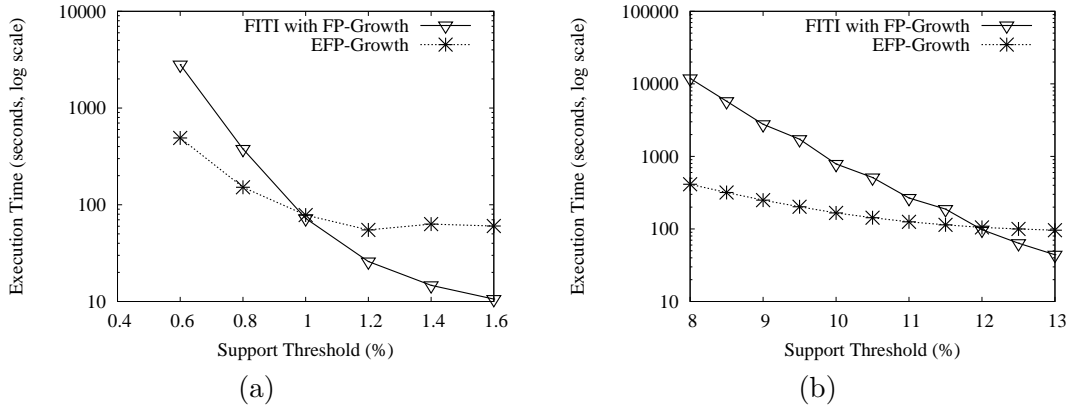 10000
1000
100
10
0.4 0.6 0.8 1 1.2 1.4 1.6
Execution Time (seconds, log scale)
Support Threshold (%)
FITI with FP-Growth
EFP-Growth
(a)
100000
10000
1000
100
10
8 9 10 11 12 13
Execution Time (seconds, log scale)
Support Threshold (%)
FITI with FP-Growth
EFP-Growth
(b)